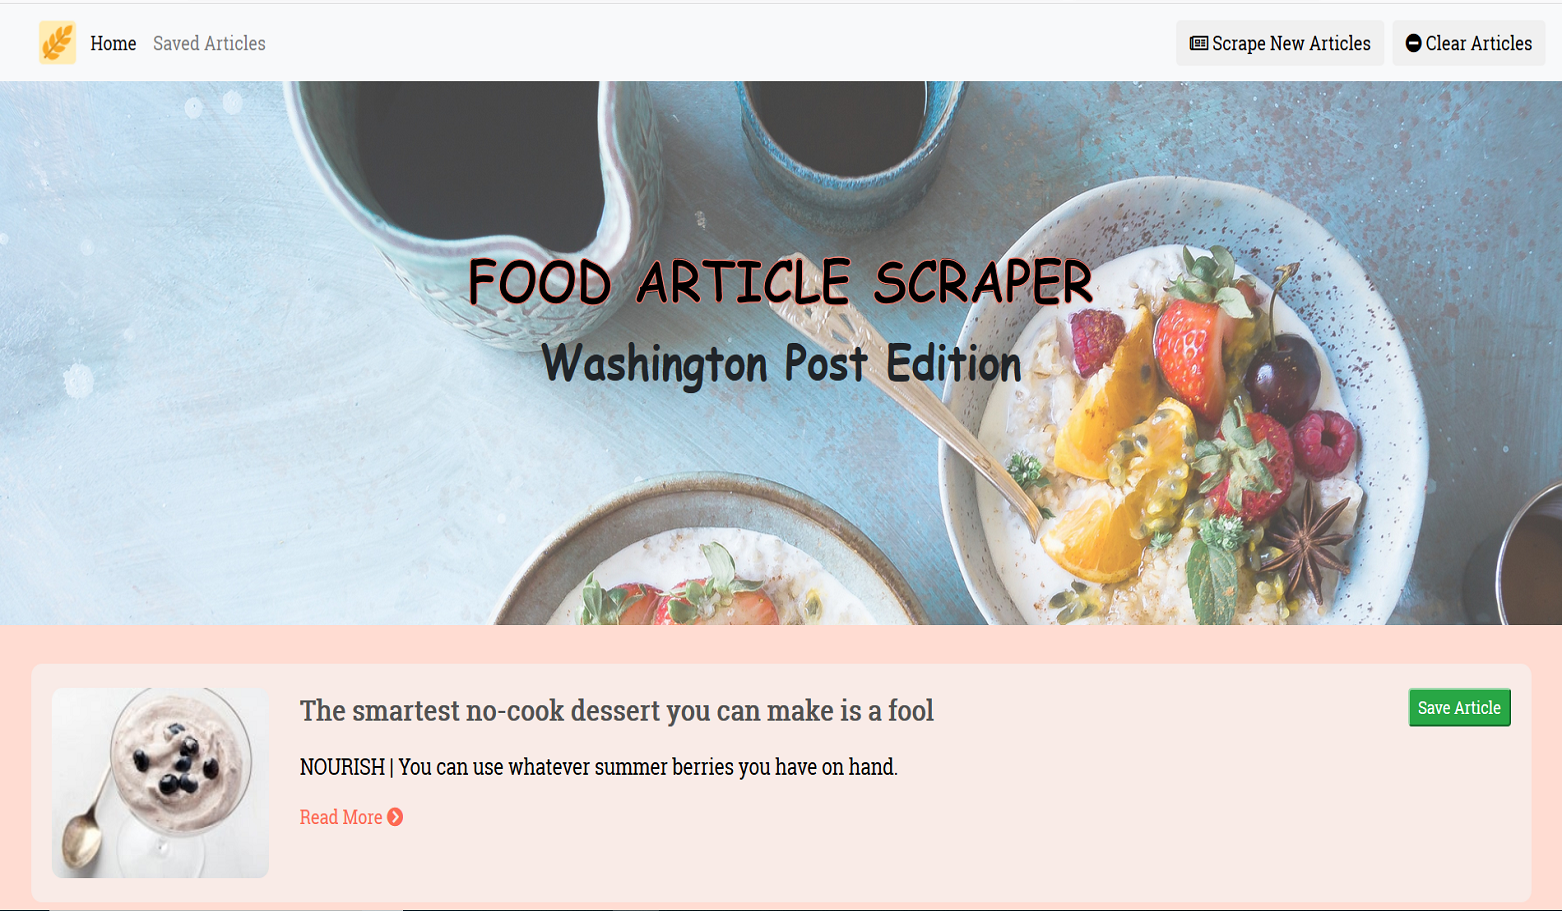 Home Saved Articles Scrape New Articles Clear Articles
FOOD ARTICLE SCRAPER
Washington Post Edition
The smartest no-cook dessert you can make is a fool
Save Article
NOURISH | You can use whatever summer berries you have on hand.
Read More